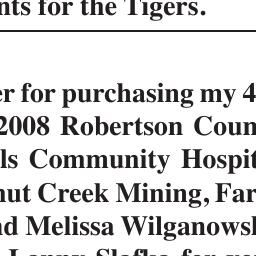 nts for the Tigers.
er for purchasing my 4
2008 Robertson Coun
ls Community Hospit
nut Creek Mining, Far
nd Melissa Wilganowsk